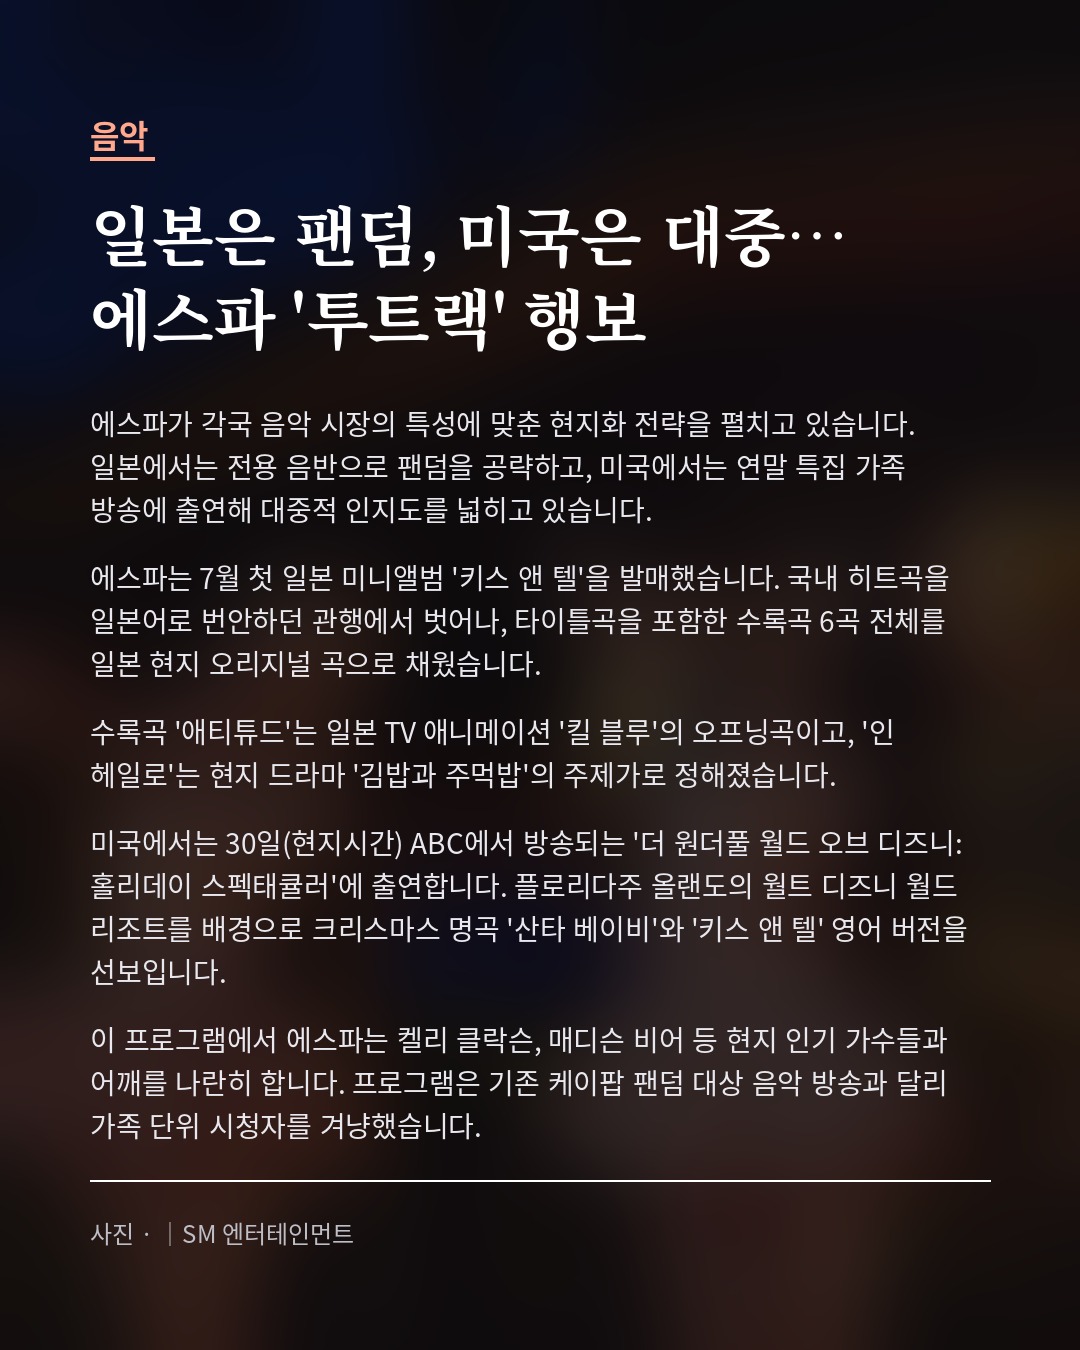 음악
일본은 팬덤, 미국은 대중…
에스파 '투트랙' 행보
에스파가 각국 음악 시장의 특성에 맞춘 현지화 전략을 펼치고 있습니다.
일본에서는 전용 음반으로 팬덤을 공략하고, 미국에서는 연말 특집 가족
방송에 출연해 대중적 인지도를 넓히고 있습니다.
에스파는 7월 첫 일본 미니앨범 '키스 앤 텔'을 발매했습니다. 국내 히트곡을
일본어로 번안하던 관행에서 벗어나, 타이틀곡을 포함한 수록곡 6곡 전체를
일본 현지 오리지널 곡으로 채웠습니다.
수록곡 '애티튜드'는 일본 TV 애니메이션 '킬 블루'의 오프닝곡이고, '인
헤일로'는 현지 드라마 '김밥과 주먹밥'의 주제가로 정해졌습니다.
미국에서는 30일(현지시간) ABC에서 방송되는 '더 원더풀 월드 오브 디즈니:
홀리데이 스펙태큘러'에 출연합니다. 플로리다주 올랜도의 월트 디즈니 월드
리조트를 배경으로 크리스마스 명곡 '산타 베이비'와 '키스 앤 텔' 영어 버전을
선보입니다.
이 프로그램에서 에스파는 켈리 클락슨, 매디슨 비어 등 현지 인기 가수들과
어깨를 나란히 합니다. 프로그램은 기존 케이팝 팬덤 대상 음악 방송과 달리
가족 단위 시청자를 겨냥했습니다.
사진 · ｜SM 엔터테인먼트